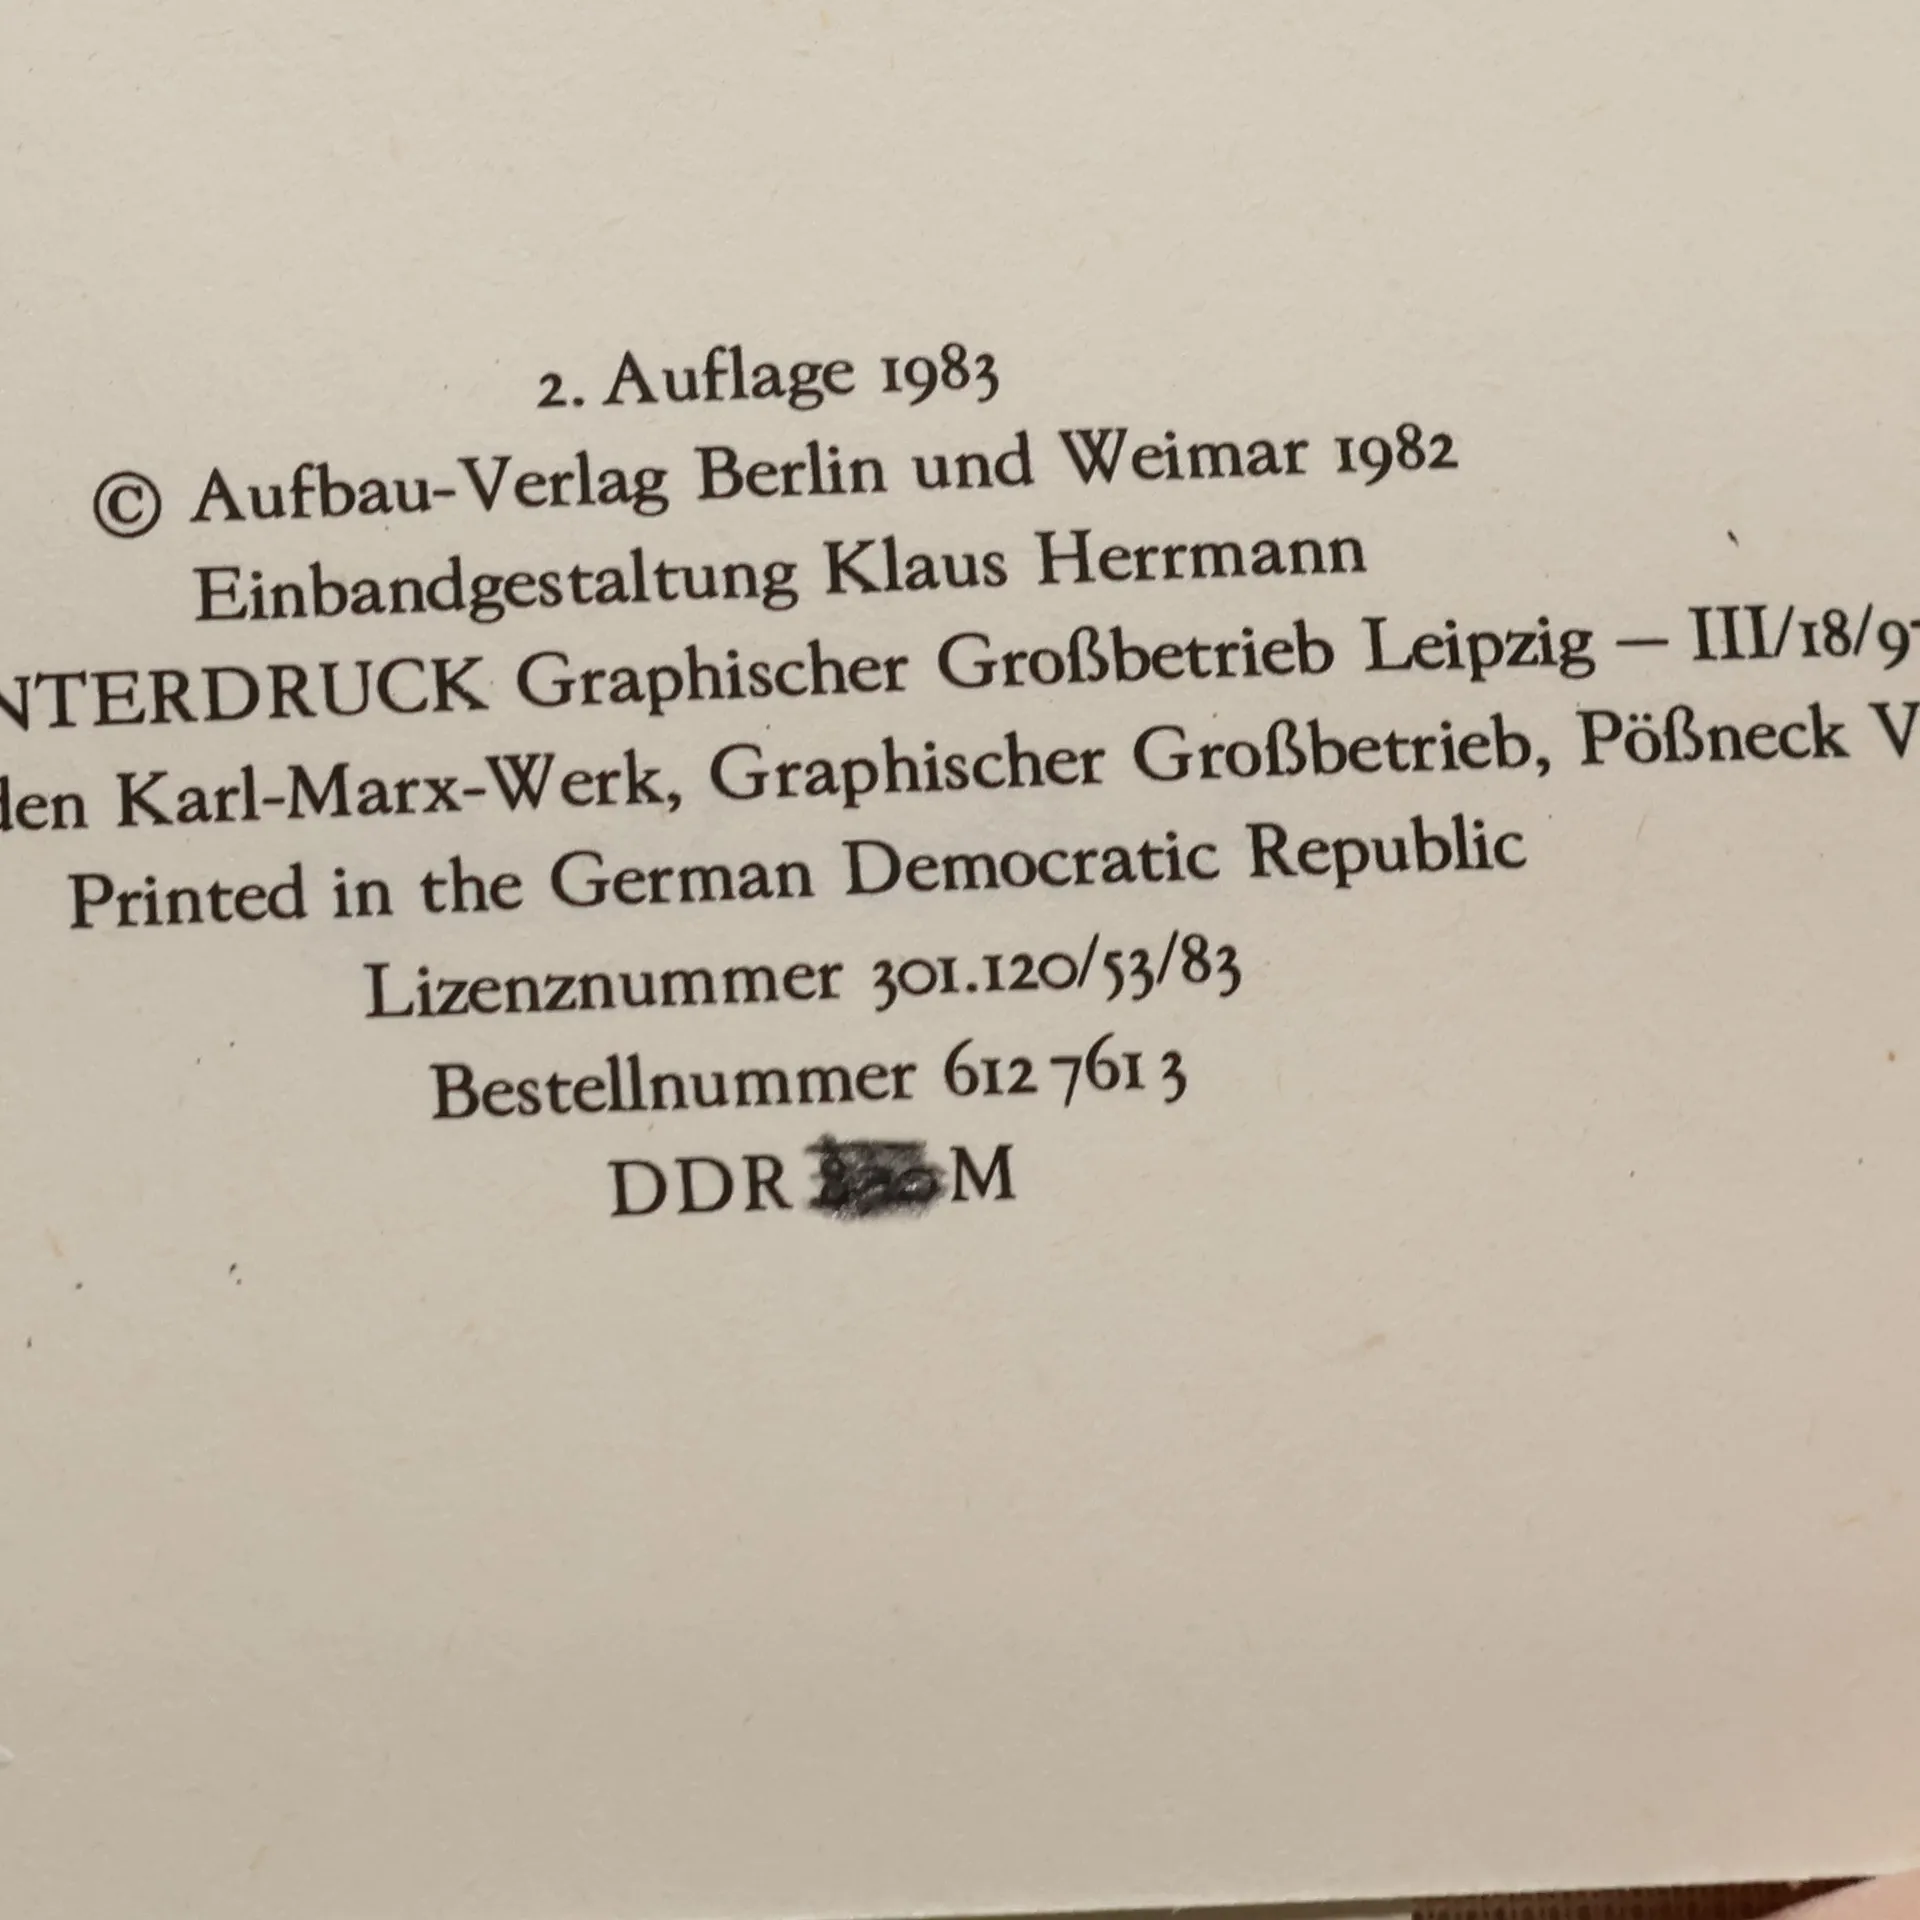 2. Auflage 1983
© Aufbau-Verlag Berlin und Weimar 1982
Einbandgestaltung Klaus Herrmann
NTERDRUCK Graphischer Großbetrieb Leipzig – III/18/97
den Karl-Marx-Werk, Graphischer Großbetrieb, Pößneck V
Printed in the German Democratic Republic
Lizenznummer 301.120/53/83
Bestellnummer 612 761 3
DDR M